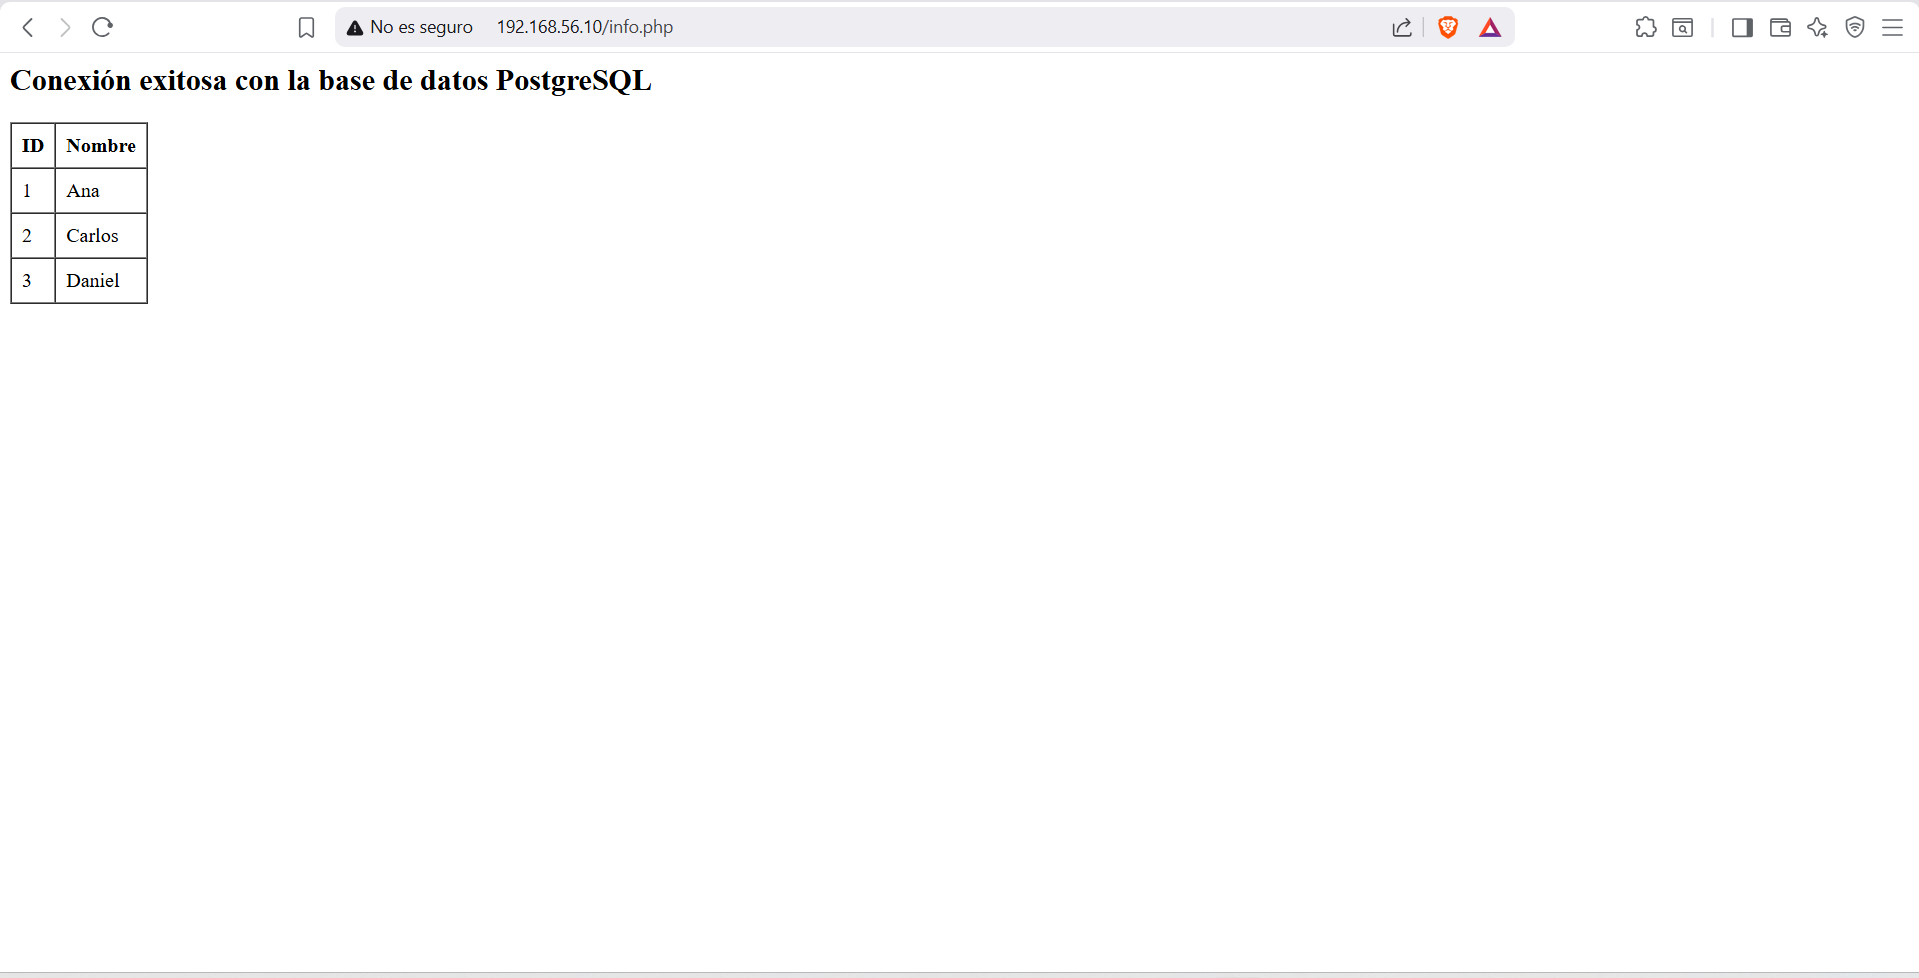 No es seguro 192.168.56.10/info.php
Conexión exitosa con la base de datos PostgreSQL
ID Nombre
1 Ana
2 Carlos
3 Daniel